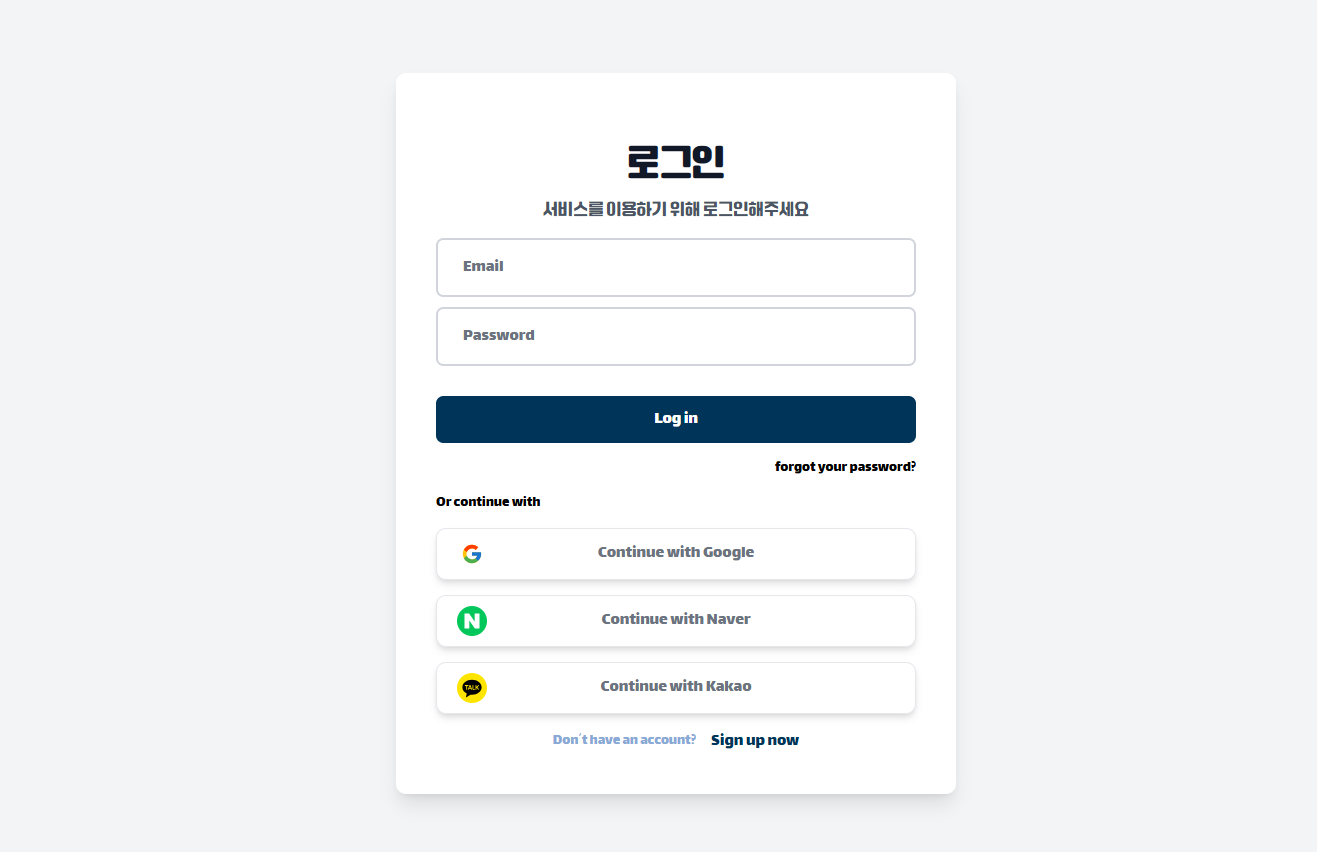 로그인
서비스를 이용하기 위해 로그인해주세요
Email
Password
Log in
forgot your password?
Or continue with
Continue with Google
N Continue with Naver
TALK Continue with Kakao
Don't have an account? Sign up now